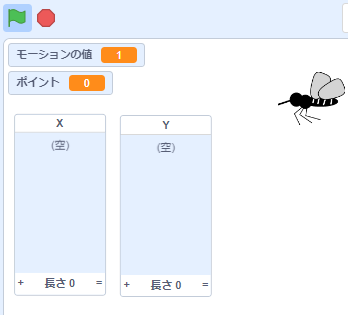 モーションの値 1
ポイント 0
X Y
(空) (空)
+ 長さ 0 = + 長さ 0 =